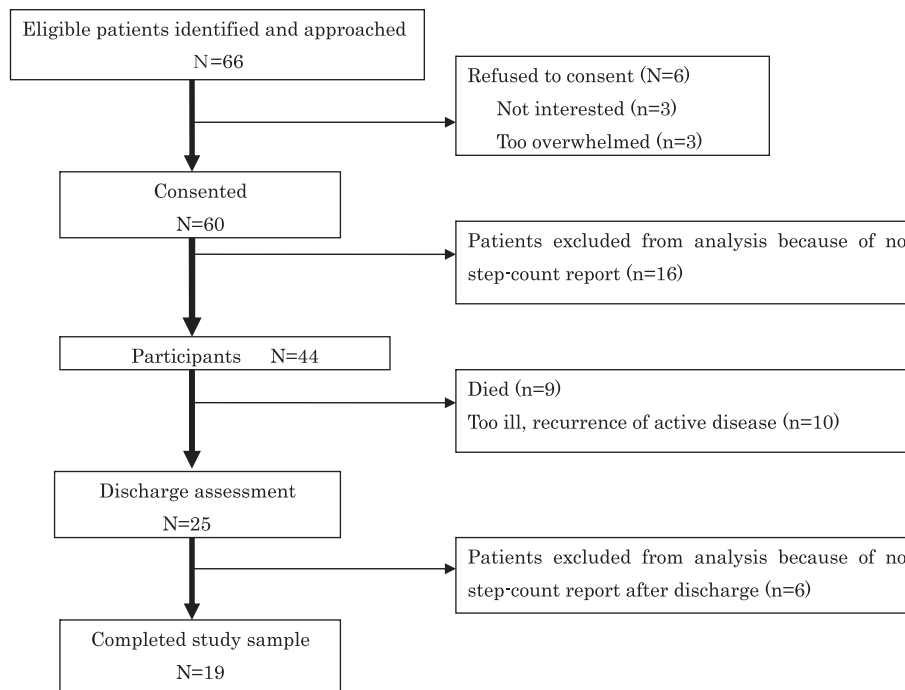 Eligible patients identified and approached
N=66
Refused to consent (N=6)
Not interested (n=3)
Too overwhelmed (n=3)
Consented
N=60
Patients excluded from analysis because of no
step-count report (n=16)
Participants N=44
Died (n=9)
Too ill, recurrence of active disease (n=10)
Discharge assessment
N=25
Patients excluded from analysis because of no
step-count report after discharge (n=6)
Completed study sample
N=19